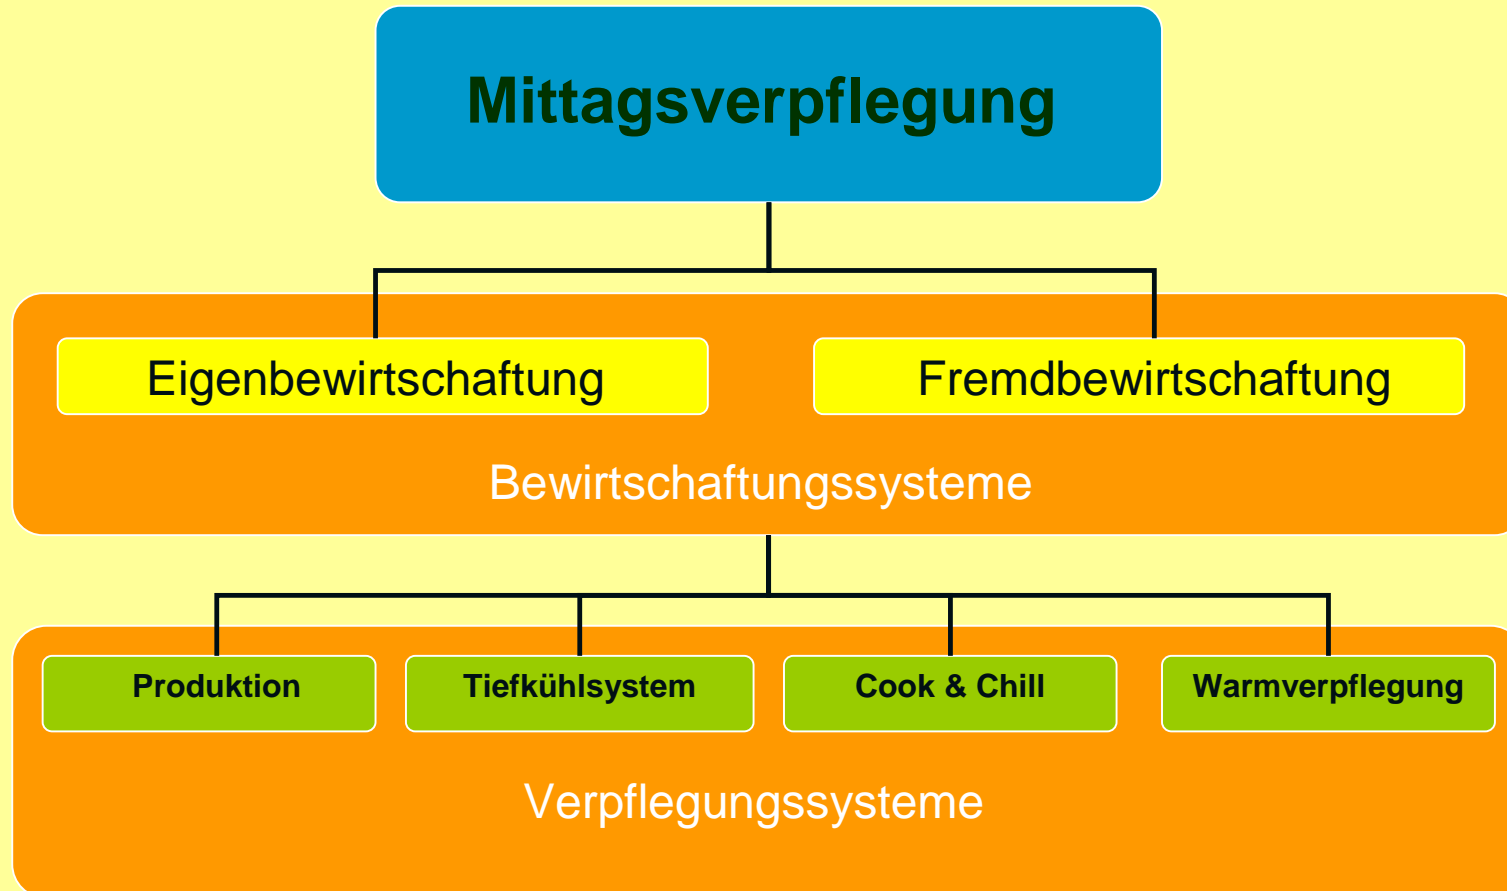 Mittagsverpflegung
Eigenbewirtschaftung
Fremdbewirtschaftung
Bewirtschaftungssysteme
Produktion
Tiefkühlsystem
Cook & Chill
Warmverpflegung
Verpflegungssysteme